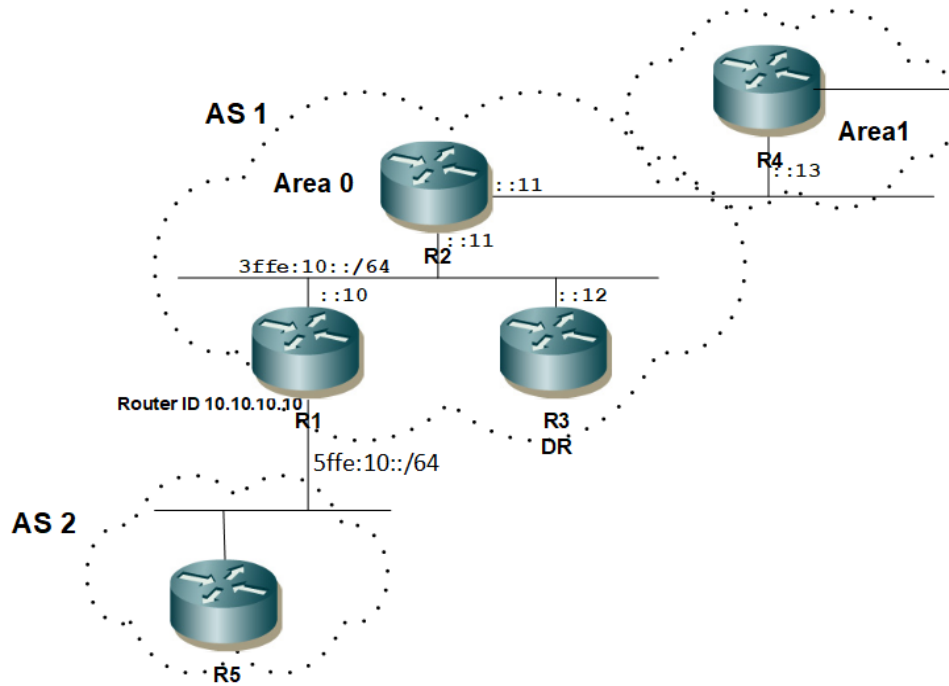 AS 1
Area 0
R4
Area1
::13
::11
::11
R2
3ffe:10::/64
::10
::12
Router ID 10.10.10.10
R1
R3
DR
5ffe:10::/64
AS 2
R5